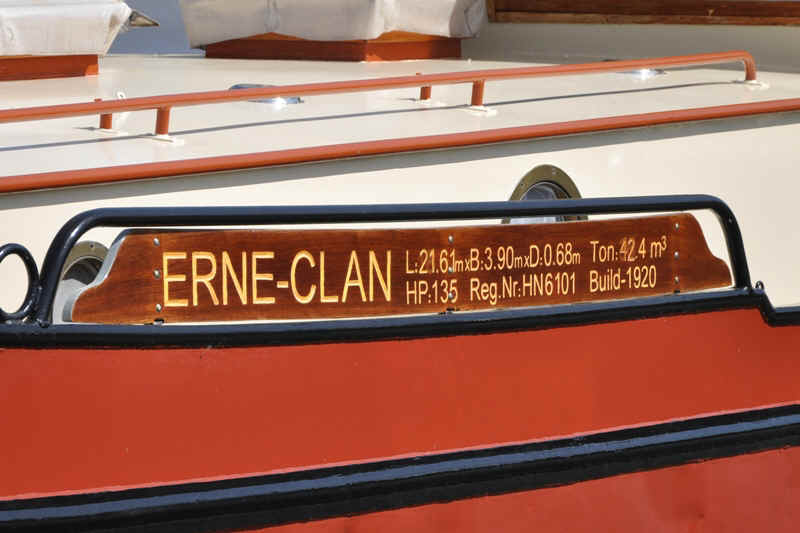 ERNE-CLAN
L:21.61mxB:3.90mxD:0.68m Ton:42.4 m³
HP:135 Reg.Nr:HN6101 Build-1920